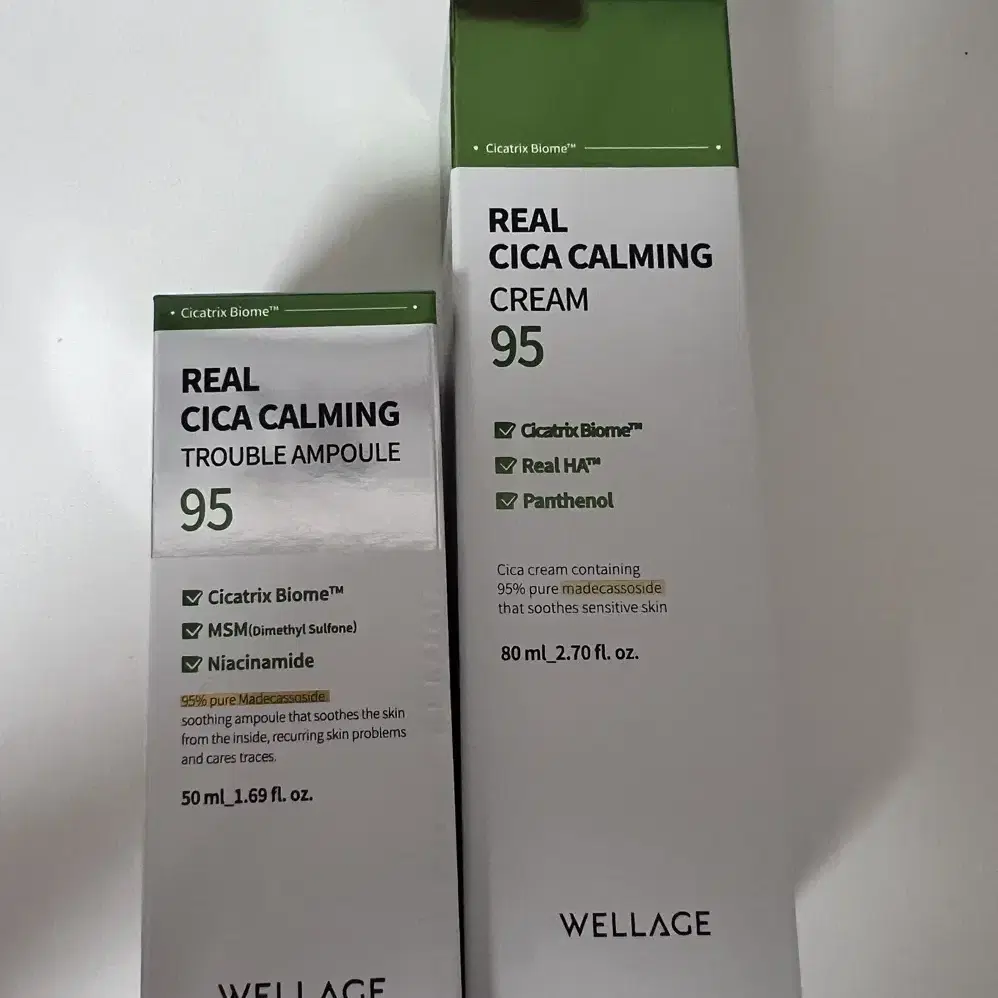 Cicatrix Biome™
REAL
CICA CALMING
TROUBLE AMPOULE
95
Cicatrix Biome™
MSM(Dimethyl Sulfone)
Niacinamide
95% pure Madecassoside
soothing ampoule that soothes the skin
from the inside, recurring skin problems
and cares traces.
50 ml_1.69 fl. oz.
WELLAGE
Cicatrix Biome™
REAL
CICA CALMING
CREAM
95
Cicatrix Biome™
Real HA™
Panthenol
Cica cream containing
95% pure madecassoside
that soothes sensitive skin
80 ml_2.70 fl. oz.
WELLAGE